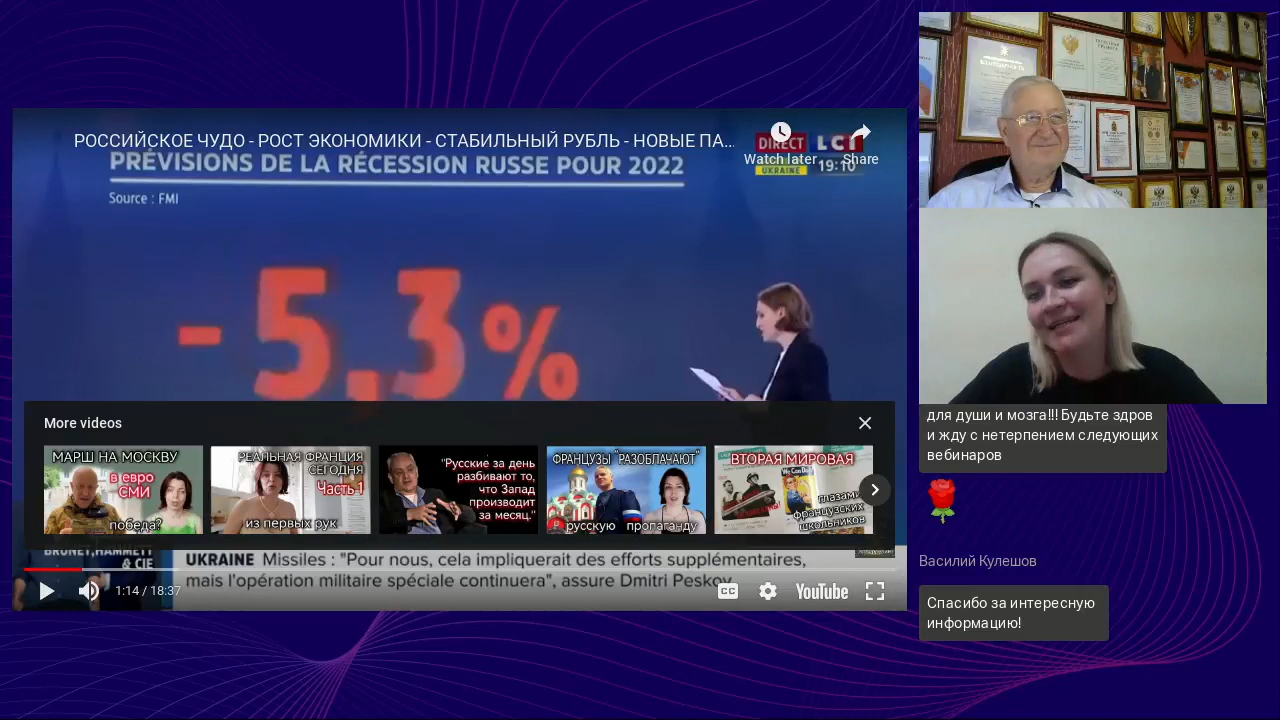 РОССИЙСКОЕ ЧУДО - РОСТ ЭКОНОМИКИ - СТАБИЛЬНЫЙ РУБЛЬ - НОВЫЕ ПА...
Watch later
Share
PRÉVISIONS DE LA RÉCESSION RUSSE POUR 2022
Source : FMI
DIRECT LCI
UKRAINE 19:10
-5,3%
More videos
МАРШ НА МОСКВУ
в евро
СМИ
победа?
РЕАЛЬНАЯ ФРАНЦИЯ
СЕГОДНЯ
Часть 1
из первых рук
"Русские за день
разбивают то,
что Запад
производит
за месяц."
ФРАНЦУЗЫ "РАЗОБЛАЧАЮТ"
русскую пропаганду
ВТОРАЯ МИРОВАЯ
We Can Do It!
глазами
французских
школьников
BRUNET, HAMMETT
& CIE
UKRAINE Missiles : "Pour nous, cela impliquerait des efforts supplémentaires,
mais l'opération militaire spéciale continuera", assure Dmitri Peskov
1:14 / 18:37
CC
YouTube
для души и мозга!!! Будьте здров
и жду с нетерпением следующих
вебинаров
Василий Кулешов
Спасибо за интересную
информацию!